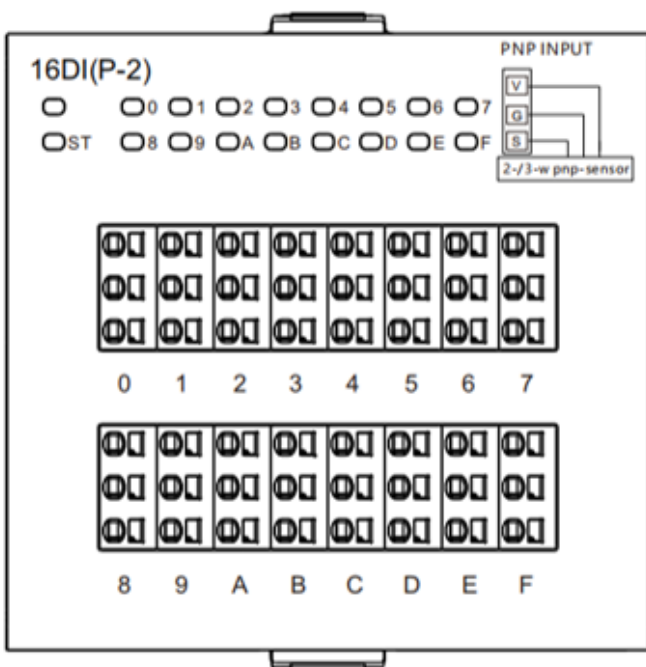 PNP INPUT
16DI(P-2)
V
G
S
2-/3-w pnp-sensor
0 1 2 3 4 5 6 7
ST 8 9 A B C D E F
0 1 2 3 4 5 6 7
8 9 A B C D E F